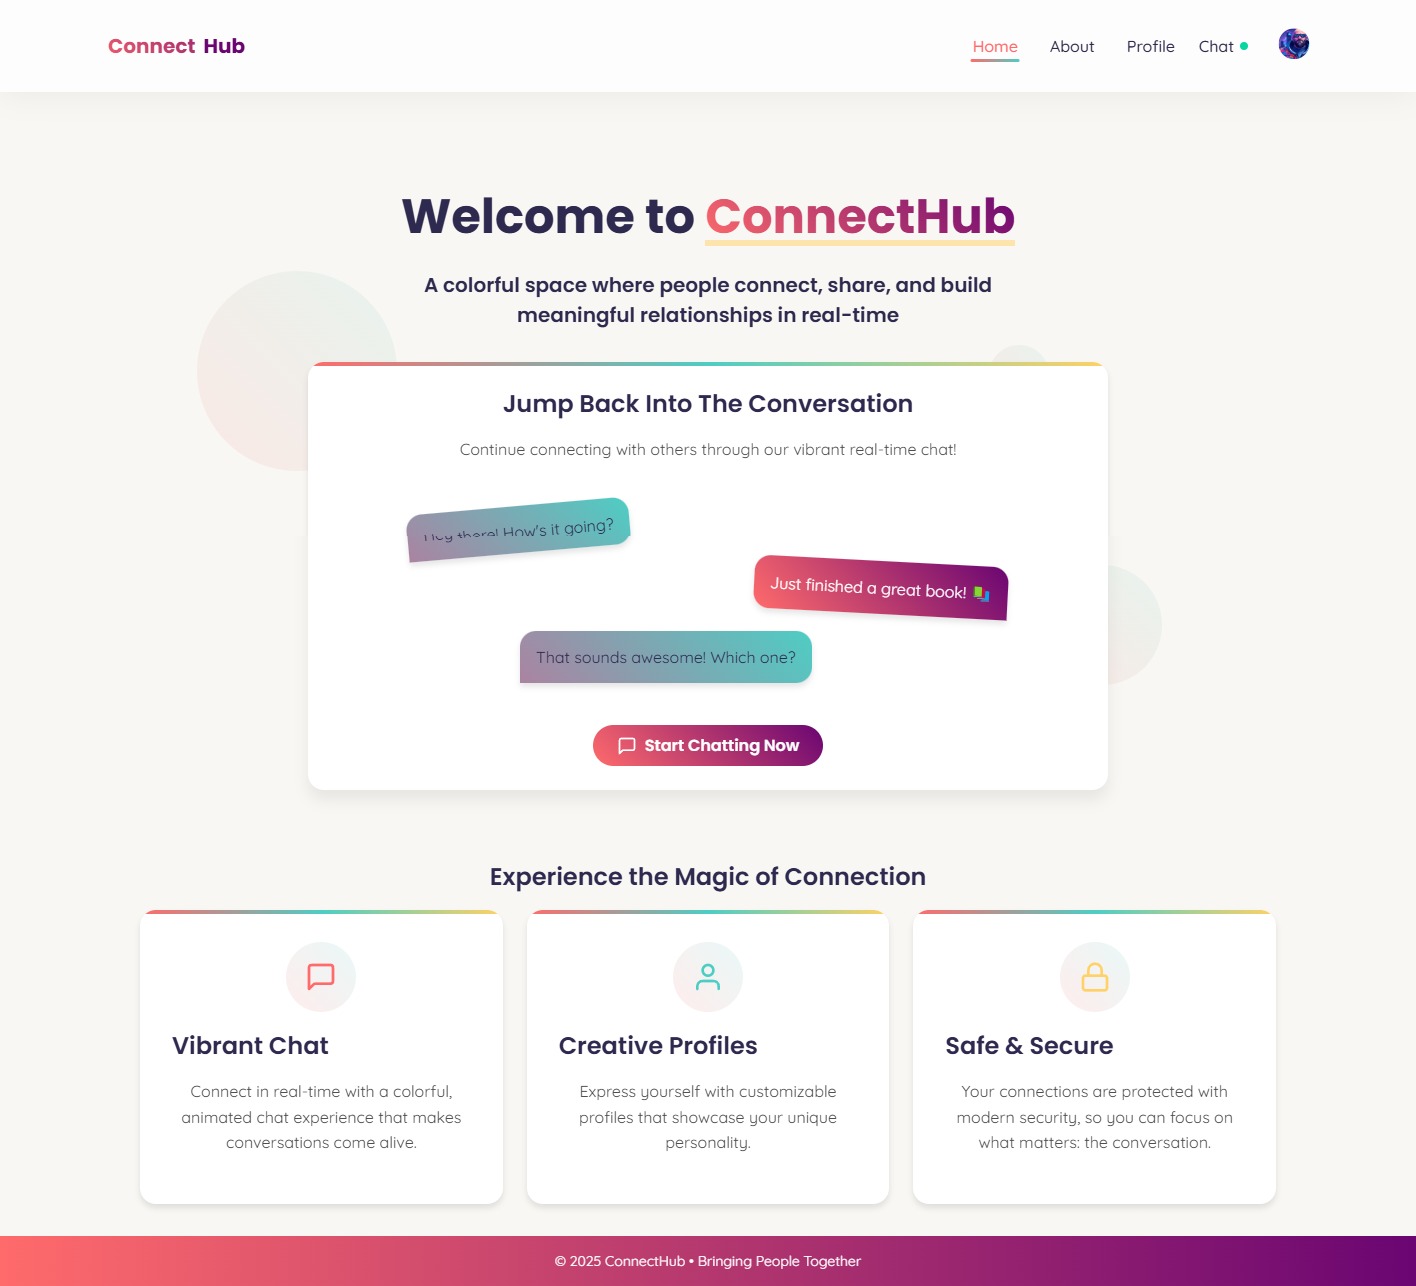 Connect Hub
Home About Profile Chat
Welcome to ConnectHub
A colorful space where people connect, share, and build
meaningful relationships in real-time
Jump Back Into The Conversation
Continue connecting with others through our vibrant real-time chat!
Hey there! How's it going?
Just finished a great book!
That sounds awesome! Which one?
Start Chatting Now
Experience the Magic of Connection
Vibrant Chat
Connect in real-time with a colorful,
animated chat experience that makes
conversations come alive.
Creative Profiles
Express yourself with customizable
profiles that showcase your unique
personality.
Safe & Secure
Your connections are protected with
modern security, so you can focus on
what matters: the conversation.
© 2025 ConnectHub • Bringing People Together